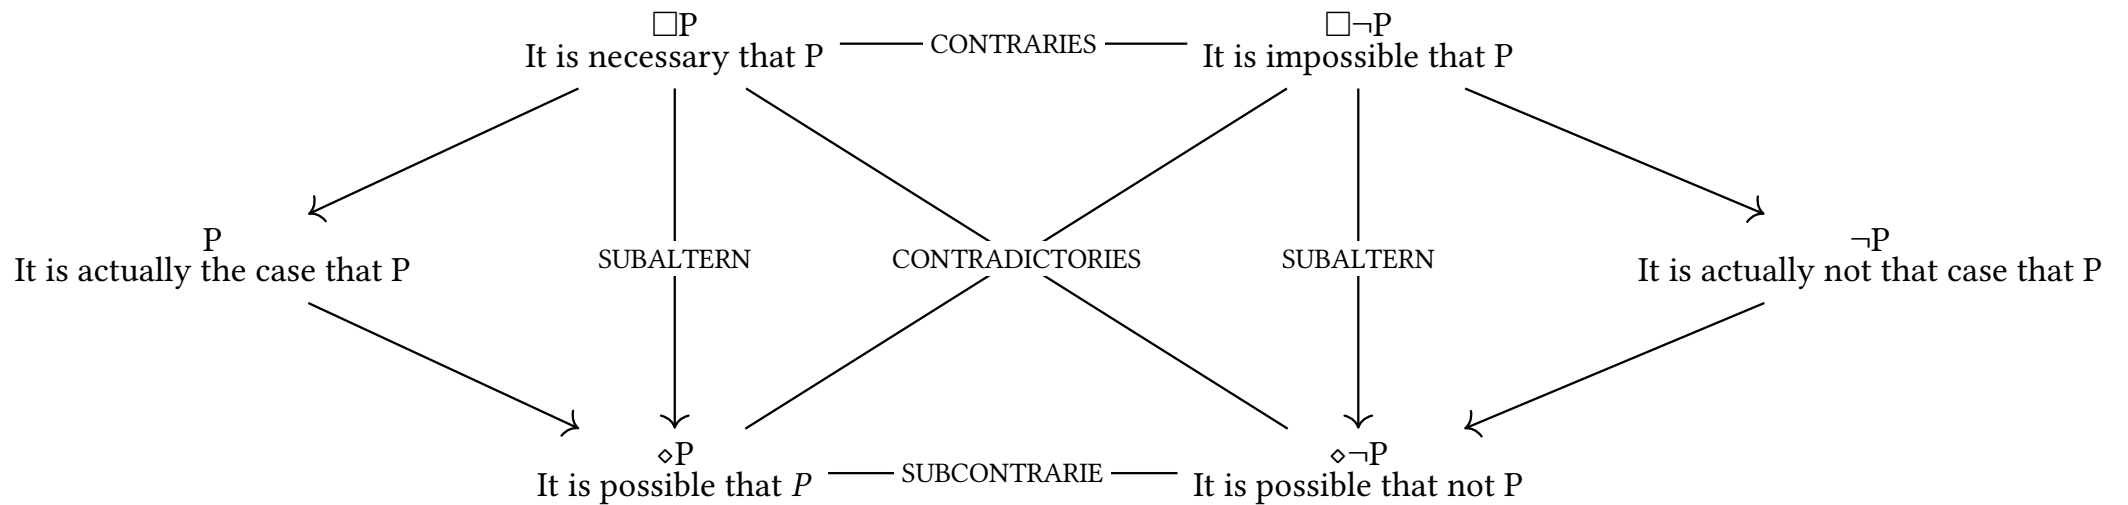 □P
It is necessary that P
CONTRARIES
□¬P
It is impossible that P
P
It is actually the case that P
SUBALTERN
CONTRADICTORIES
SUBALTERN
¬P
It is actually not that case that P
⋄P
It is possible that P
SUBCONTRARIE
⋄¬P
It is possible that not P